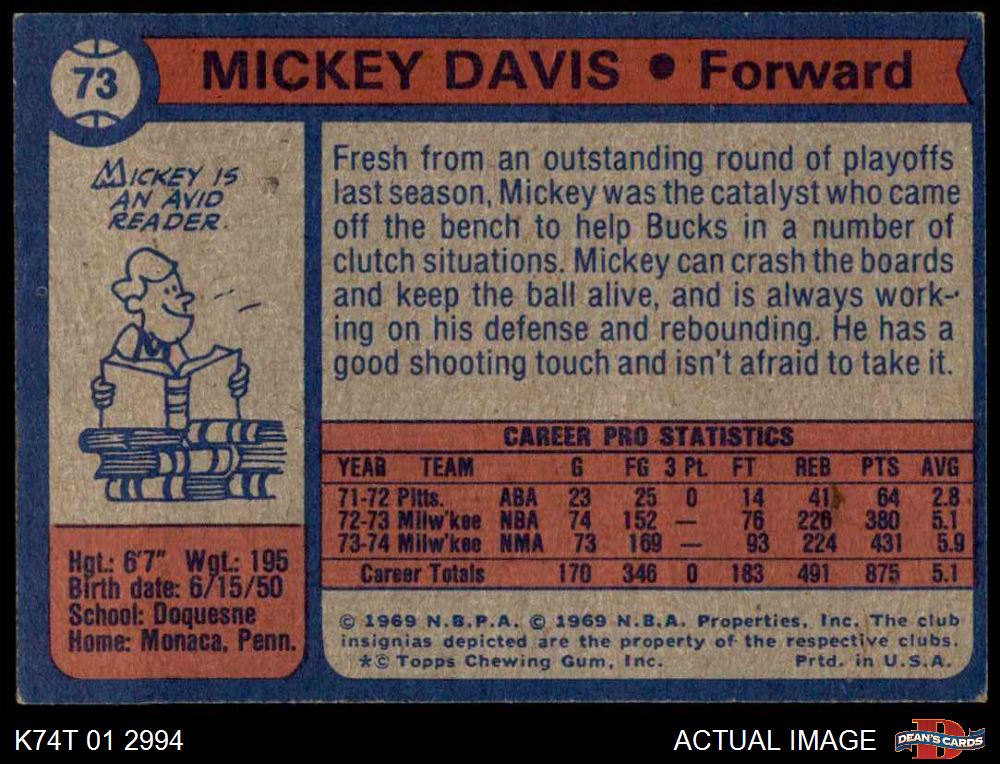 73
MICKEY DAVIS • Forward
MICKEY IS
AN AVID
READER.
Fresh from an outstanding round of playoffs
last season, Mickey was the catalyst who came
off the bench to help Bucks in a number of
clutch situations. Mickey can crash the boards
and keep the ball alive, and is always work-
ing on his defense and rebounding. He has a
good shooting touch and isn't afraid to take it.
CAREER PRO STATISTICS
YEAR TEAM G FG 3 Pt. FT REB PTS AVG
71-72 Pitts. ABA 23 25 0 14 41 64 2.8
72-73 Milw'kee NBA 74 152 — 76 226 380 5.1
73-74 Milw'kee NMA 73 169 — 93 224 431 5.9
Career Totals 170 346 0 183 491 875 5.1
Hgt.: 6'7" Wgt.: 195
Birth date: 6/15/50
School: Doquesne
Home: Monaca, Penn.
© 1969 N.B.P.A. © 1969 N.B.A. Properties, Inc. The club
insignias depicted are the property of the respective clubs.
*© Topps Chewing Gum, Inc. Prtd. in U.S.A.
K74T 01 2994
ACTUAL IMAGE
D
DEAN'S CARDS